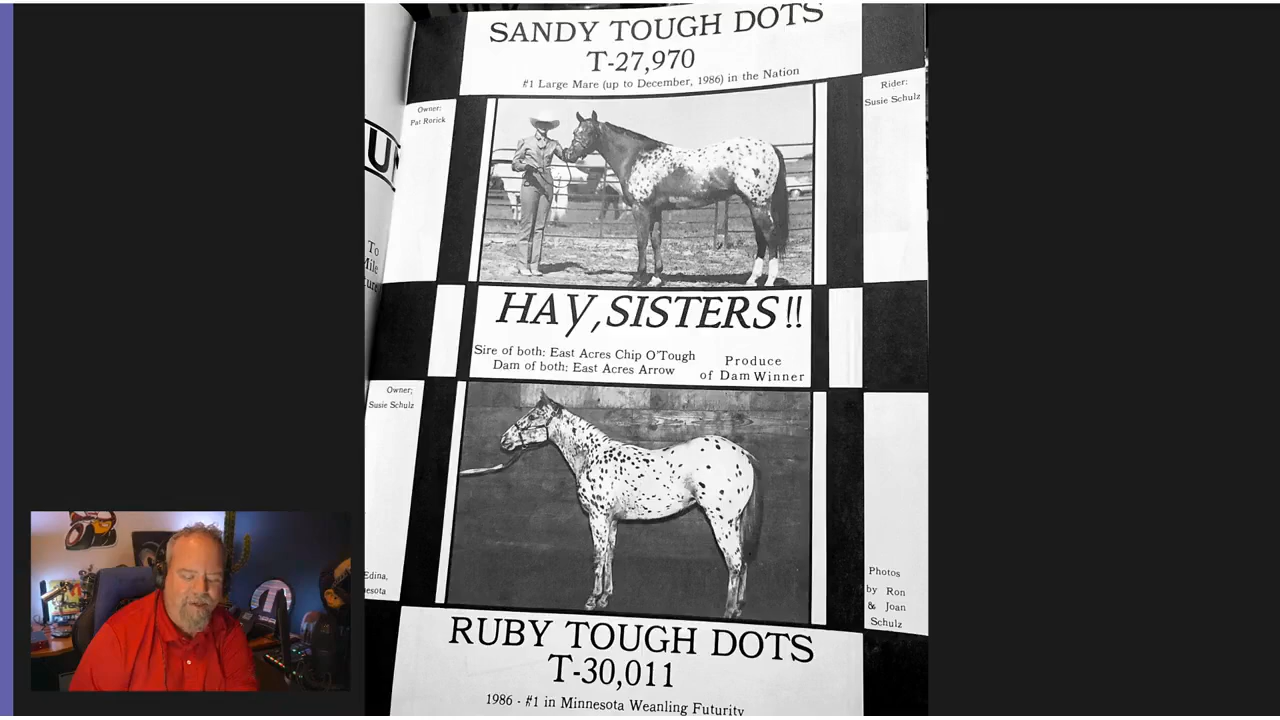 SANDY TOUGH DOTS
T-27,970
#1 Large Mare (up to December, 1986) in the Nation
Owner:
Pat Rorick
Rider:
Susie Schulz
To
Mile
HAY, SISTERS!!
Sire of both: East Acres Chip O'Tough
Dam of both: East Acres Arrow
Produce
of Dam Winner
Owner;
Susie Schulz
Edina,
Photos
by Ron
& Joan
Schulz
RUBY TOUGH DOTS
T-30,011
1986 - #1 in Minnesota Weanling Futurity